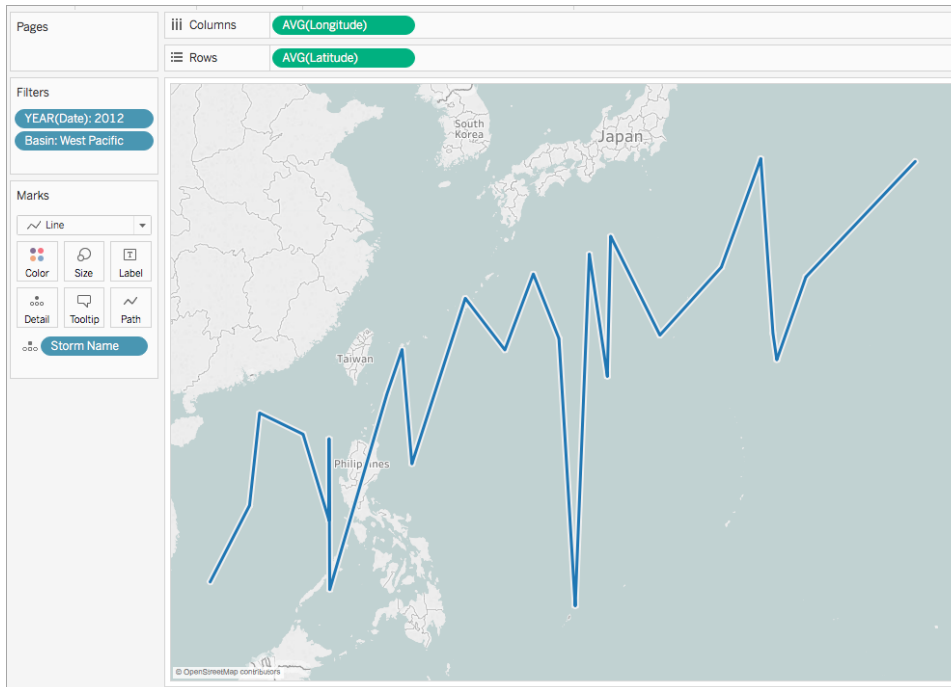 Pages
Columns
AVG(Longitude)
Rows
AVG(Latitude)
Filters
YEAR(Date): 2012
Basin: West Pacific
Marks
Line
Color
Size
Label
Detail
Tooltip
Path
Storm Name
South
Korea
Japan
Taiwan
Philippines
© OpenStreetMap contributors